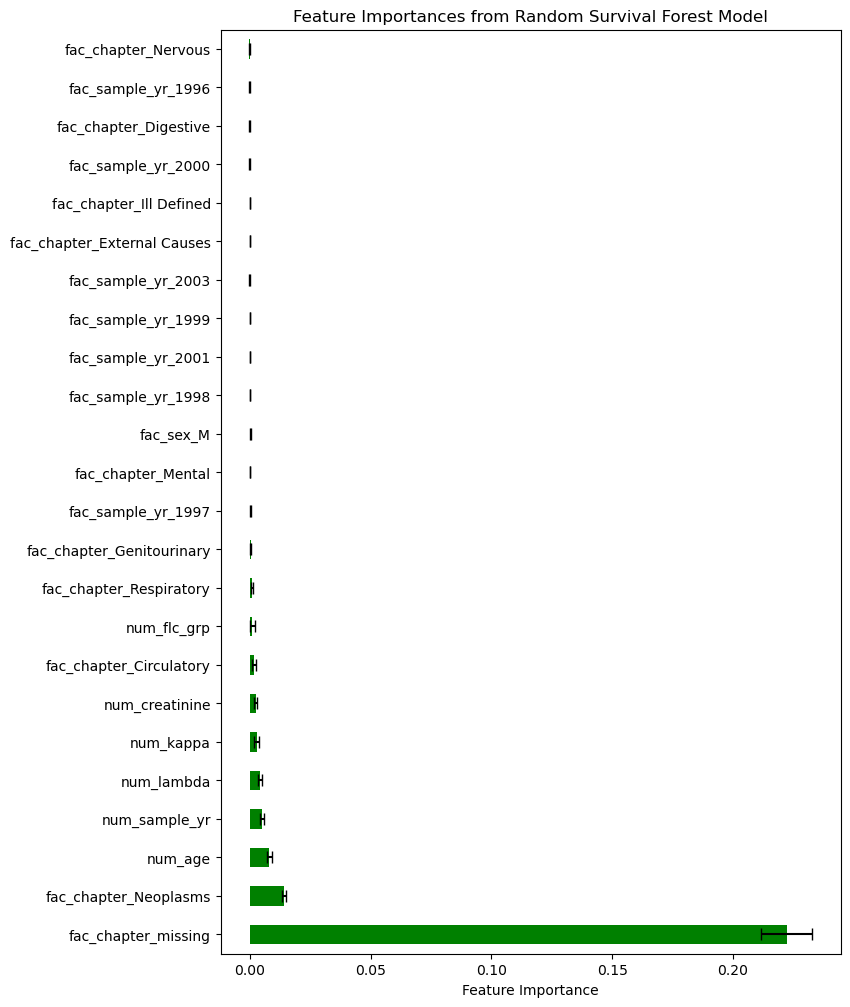 Feature Importances from Random Survival Forest Model
fac_chapter_Nervous
fac_sample_yr_1996
fac_chapter_Digestive
fac_sample_yr_2000
fac_chapter_Ill Defined
fac_chapter_External Causes
fac_sample_yr_2003
fac_sample_yr_1999
fac_sample_yr_2001
fac_sample_yr_1998
fac_sex_M
fac_chapter_Mental
fac_sample_yr_1997
fac_chapter_Genitourinary
fac_chapter_Respiratory
num_flc_grp
fac_chapter_Circulatory
num_creatinine
num_kappa
num_lambda
num_sample_yr
num_age
fac_chapter_Neoplasms
fac_chapter_missing
0.00 0.05 0.10 0.15 0.20
Feature Importance